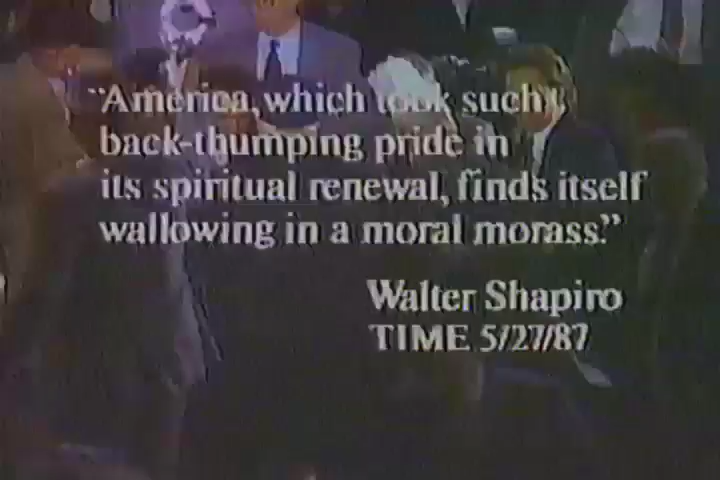 "America, which took such
back-thumping pride in
its spiritual renewal, finds itself
wallowing in a moral morass."
Walter Shapiro
TIME 5/27/87